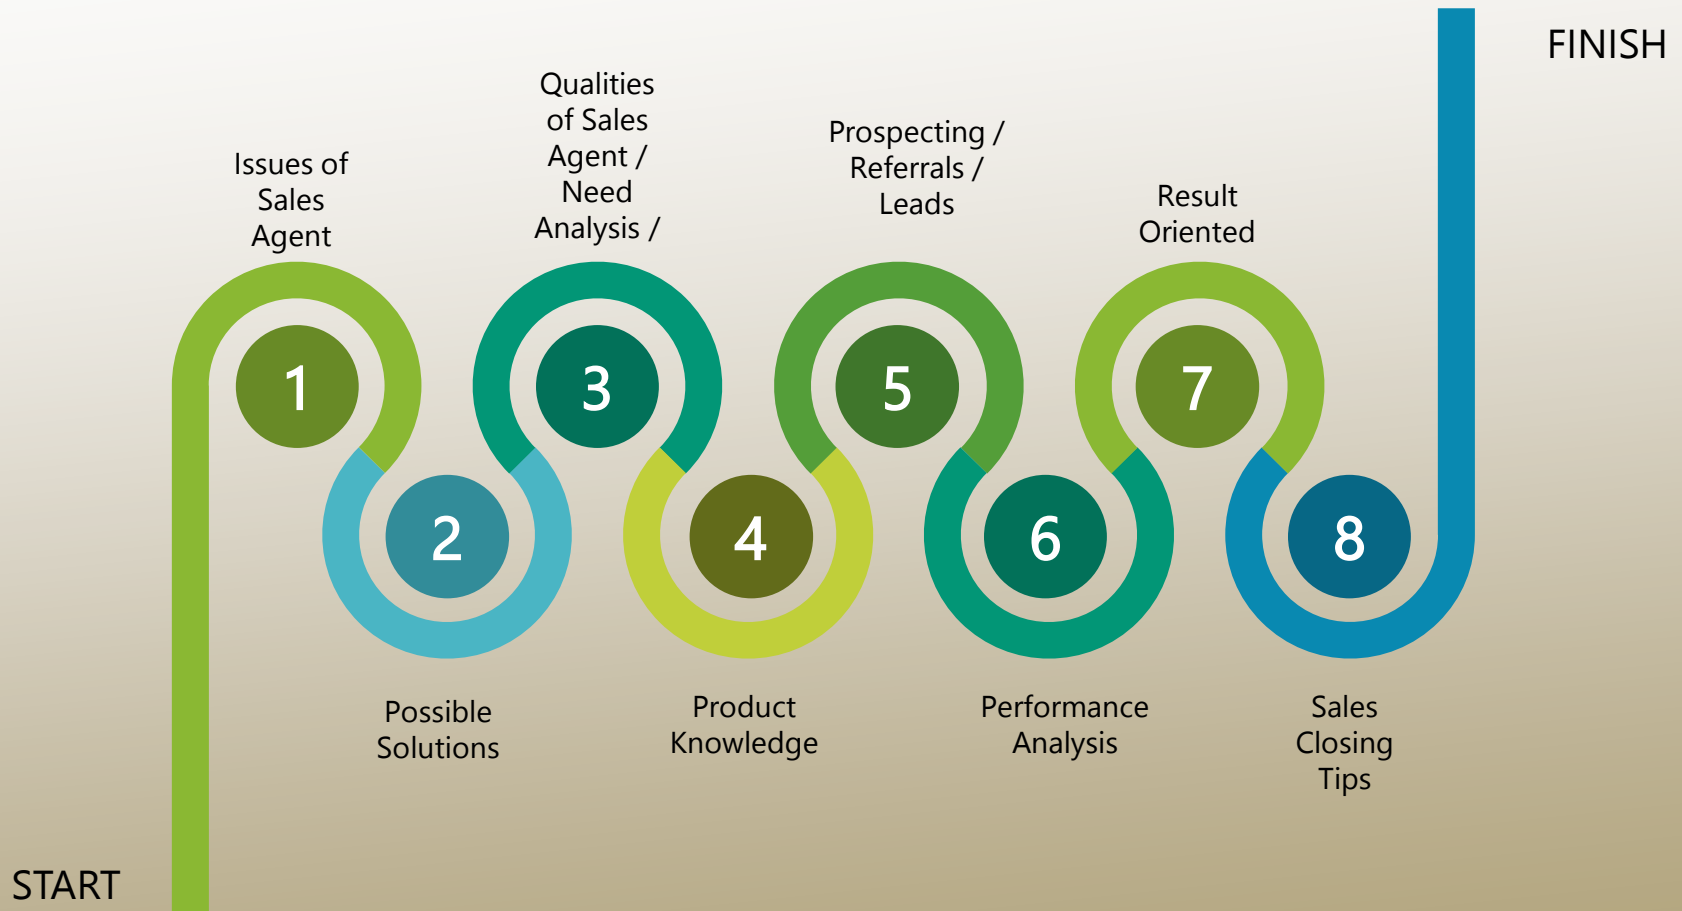 FINISH
Issues of
Sales
Agent
1
Possible
Solutions
2
Qualities
of Sales
Agent /
Need
Analysis /
3
Product
Knowledge
4
Prospecting /
Referrals /
Leads
5
Performance
Analysis
6
Result
Oriented
7
Sales
Closing
Tips
8
START